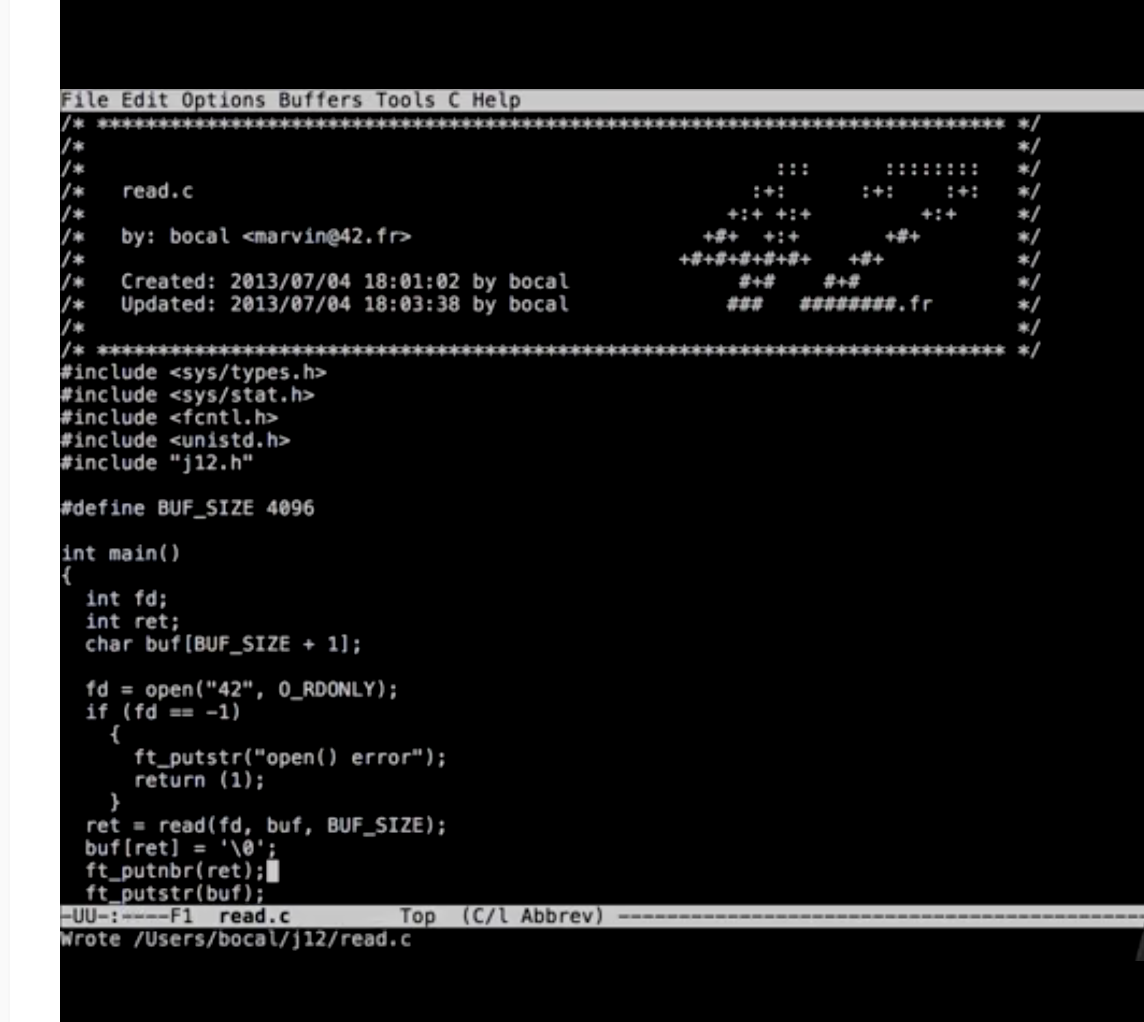 File Edit Options Buffers Tools C Help
/* ************************************************************************** */
/*                                                                            */
/*                                                        :::      ::::::::   */
/*   read.c                                             :+:      :+:    :+:   */
/*                                                    +:+ +:+         +:+     */
/*   by: bocal <marvin@42.fr>                       +#+  +:+       +#+        */
/*                                                +#+#+#+#+#+   +#+           */
/*   Created: 2013/07/04 18:01:02 by bocal             #+#    #+#             */
/*   Updated: 2013/07/04 18:03:38 by bocal            ###   ########.fr       */
/*                                                                            */
/* ************************************************************************** */
#include <sys/types.h>
#include <sys/stat.h>
#include <fcntl.h>
#include <unistd.h>
#include "j12.h"

#define BUF_SIZE 4096

int main()
{
  int fd;
  int ret;
  char buf[BUF_SIZE + 1];

  fd = open("42", O_RDONLY);
  if (fd == -1)
    {
      ft_putstr("open() error");
      return (1);
    }
  ret = read(fd, buf, BUF_SIZE);
  buf[ret] = '\0';
  ft_putnbr(ret);
  ft_putstr(buf);
-UU-:----F1  read.c         Top  (C/l Abbrev) --------------------------------------------
Wrote /Users/bocal/j12/read.c